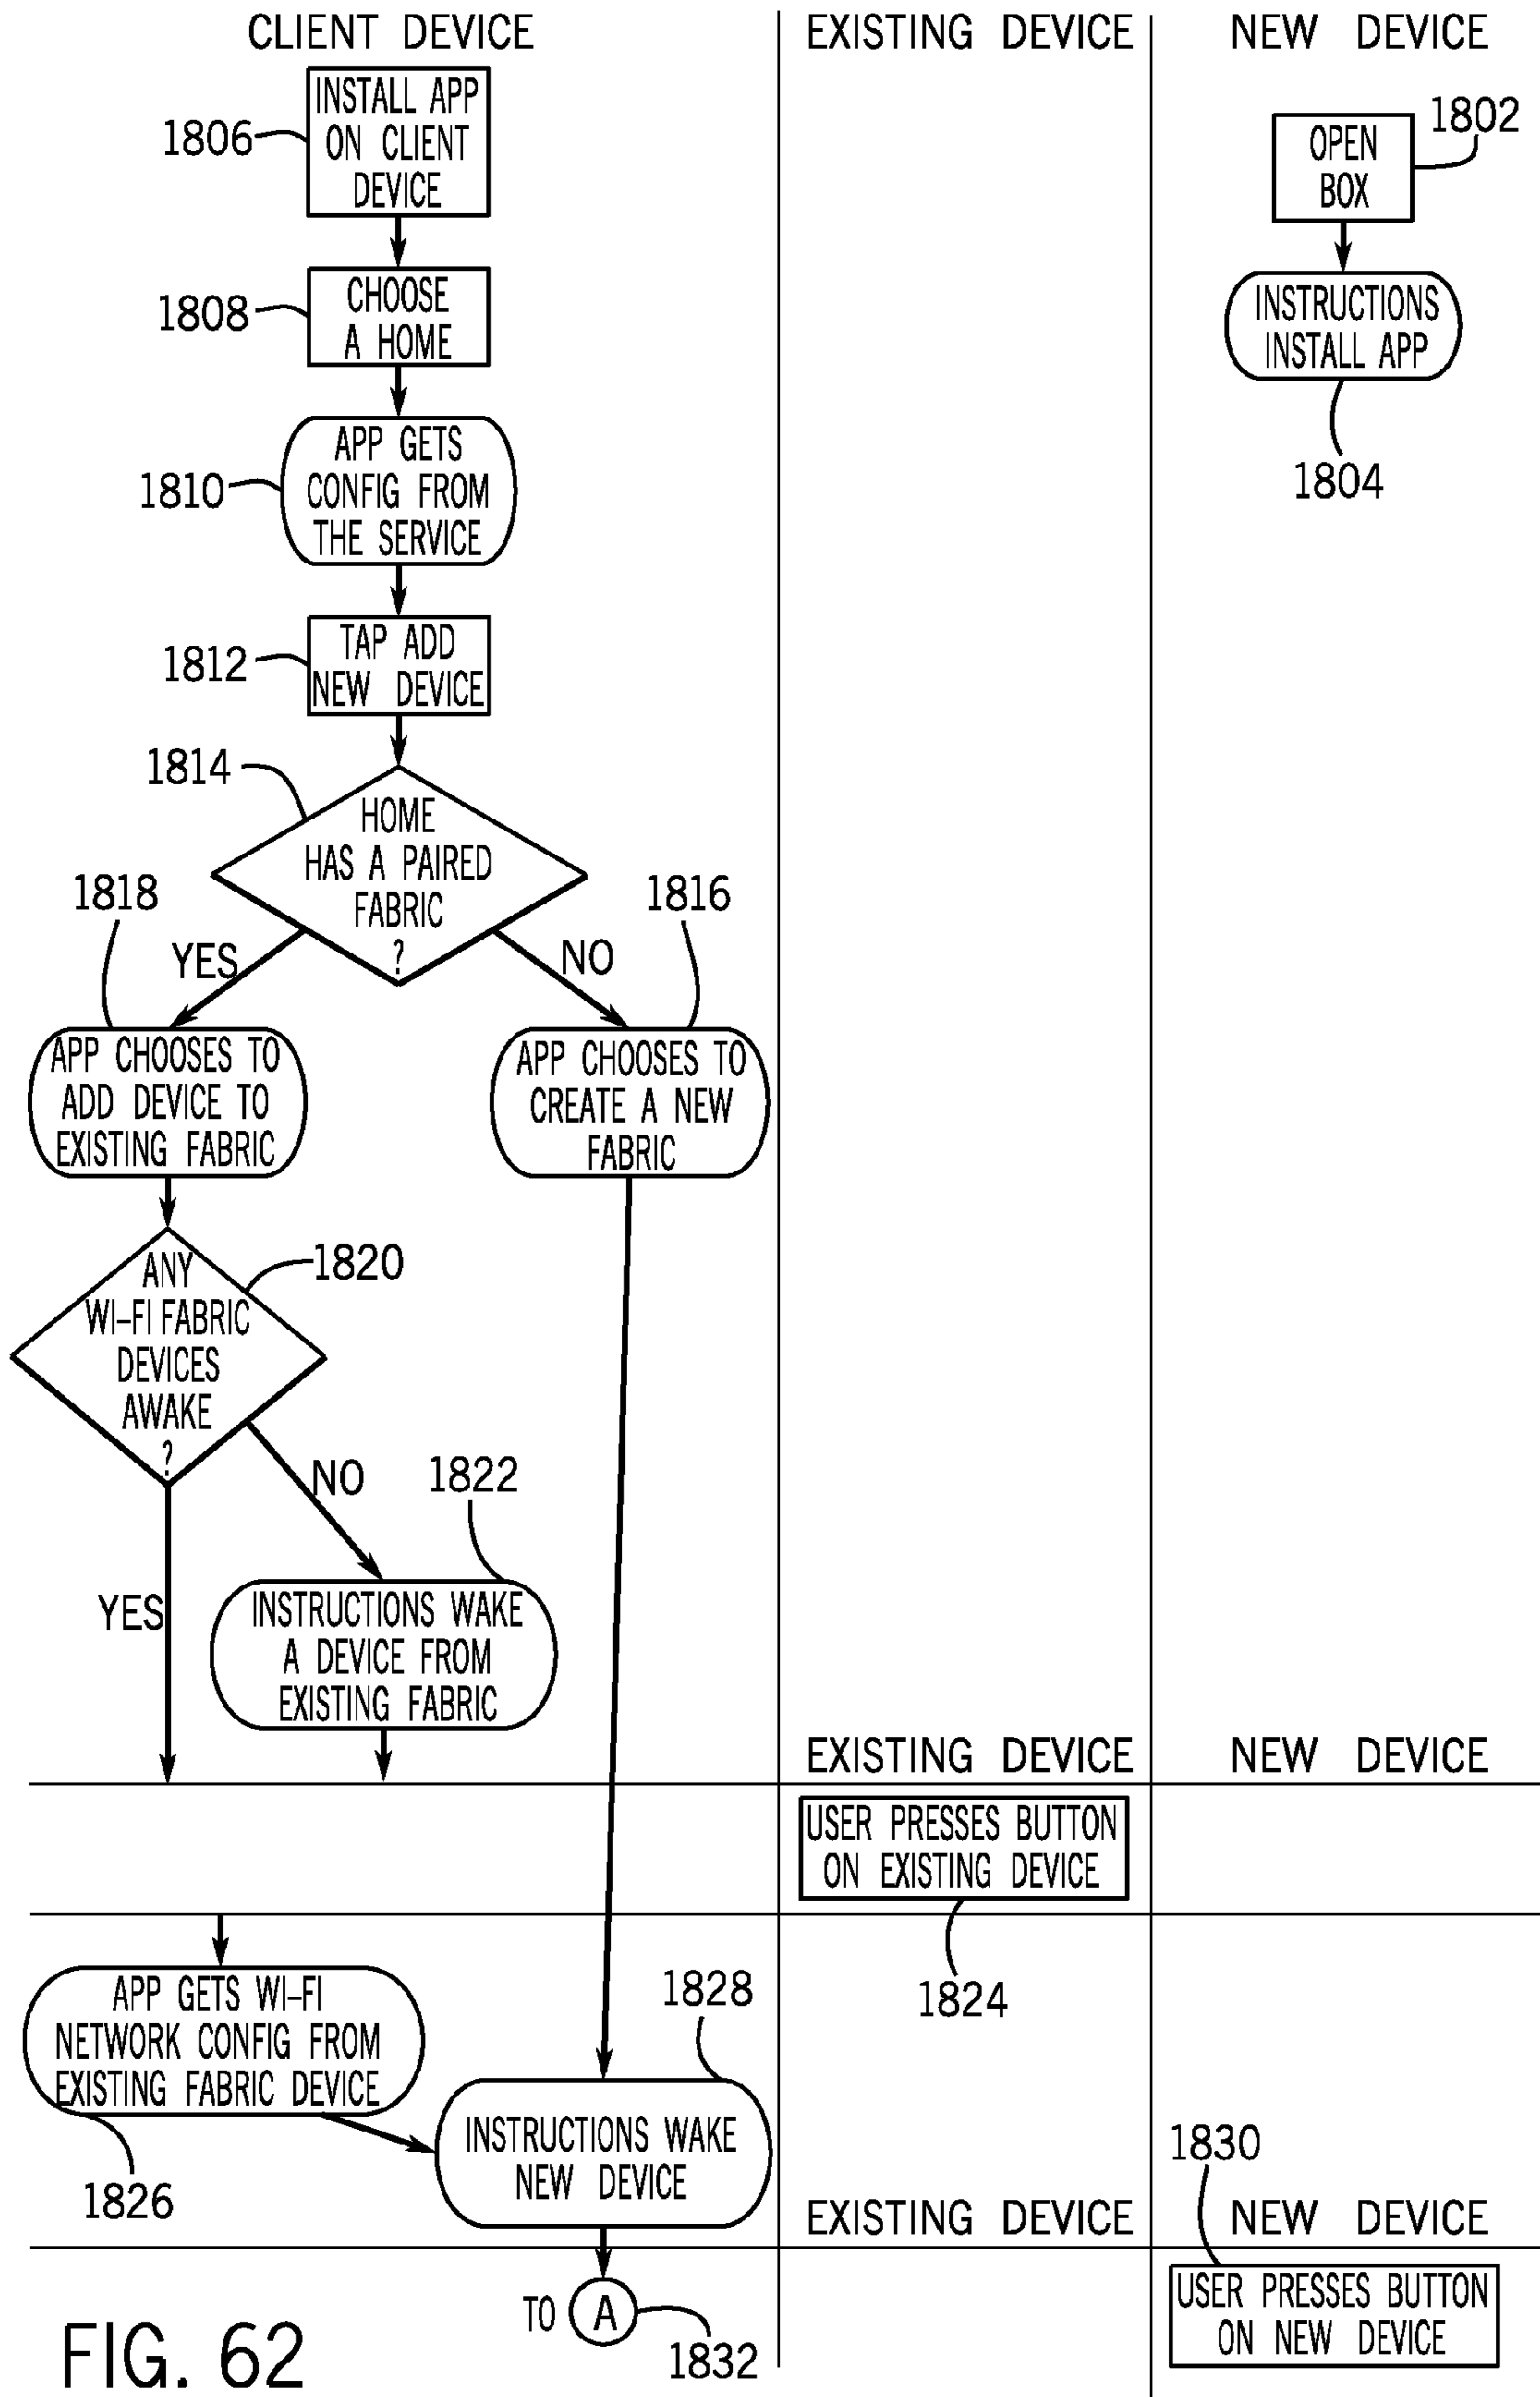 CLIENT DEVICE
EXISTING DEVICE
NEW DEVICE
INSTALL APP
ON CLIENT
DEVICE
1806
OPEN
BOX
1802
CHOOSE
A HOME
1808
INSTRUCTIONS
INSTALL APP
1804
APP GETS
CONFIG FROM
THE SERVICE
1810
TAP ADD
NEW DEVICE
1812
1814
HOME
HAS A PAIRED
FABRIC
?
1818
1816
YES
NO
APP CHOOSES TO
ADD DEVICE TO
EXISTING FABRIC
APP CHOOSES TO
CREATE A NEW
FABRIC
ANY
WI-FI FABRIC
DEVICES
AWAKE
?
1820
NO
1822
YES
INSTRUCTIONS WAKE
A DEVICE FROM
EXISTING FABRIC
EXISTING DEVICE
NEW DEVICE
USER PRESSES BUTTON
ON EXISTING DEVICE
1824
APP GETS WI-FI
NETWORK CONFIG FROM
EXISTING FABRIC DEVICE
1826
1828
INSTRUCTIONS WAKE
NEW DEVICE
1830
EXISTING DEVICE
NEW DEVICE
USER PRESSES BUTTON
ON NEW DEVICE
TO A
1832
FIG. 62